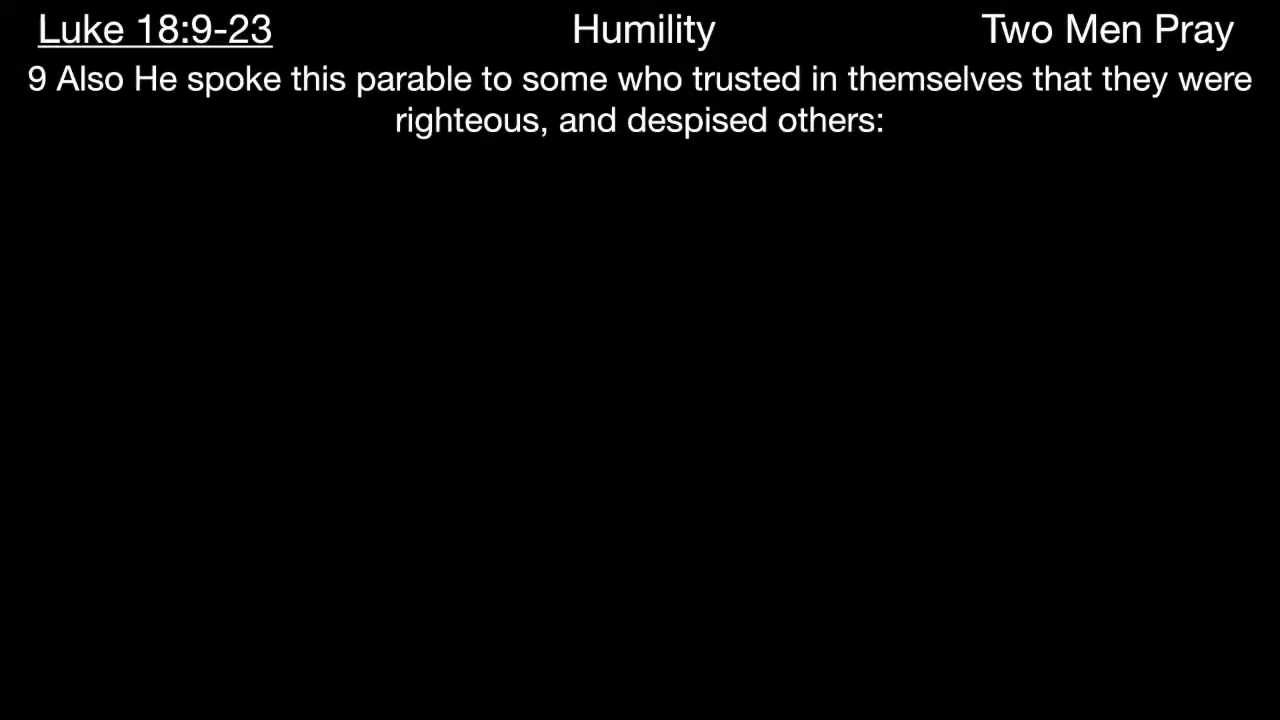 Luke 18:9-23 Humility Two Men Pray
9 Also He spoke this parable to some who trusted in themselves that they were
righteous, and despised others: